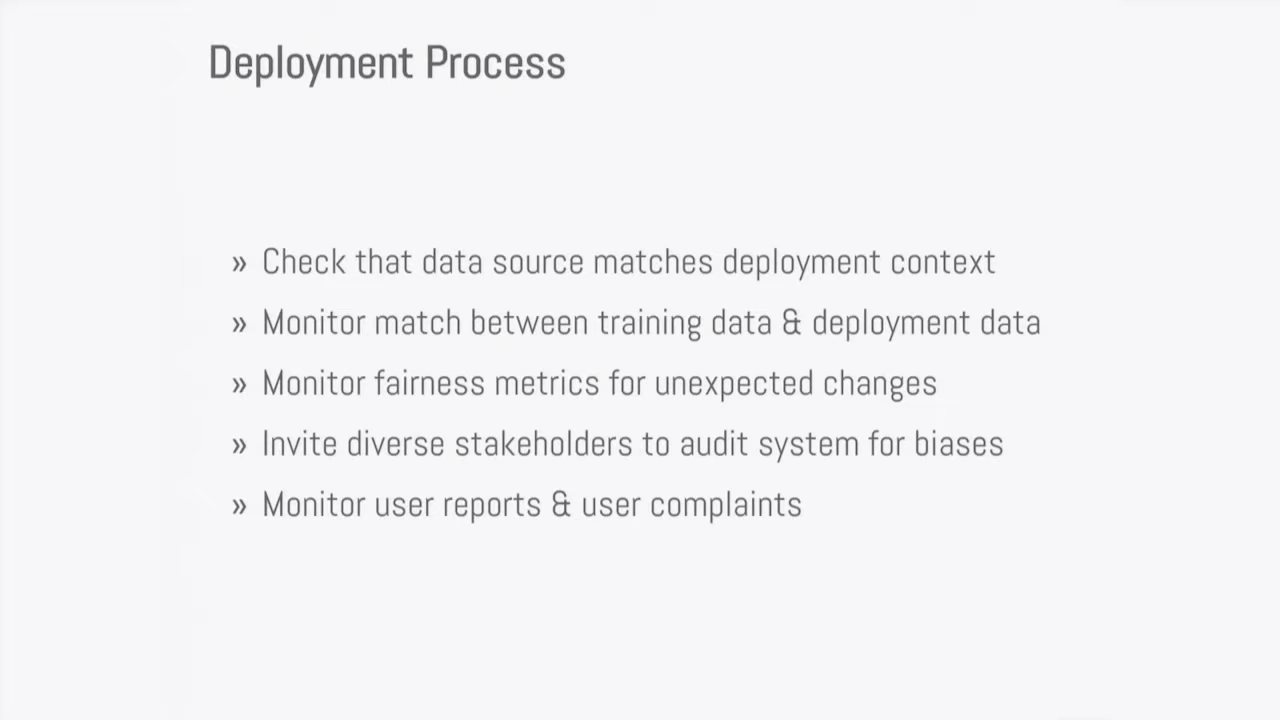 Deployment Process
» Check that data source matches deployment context
» Monitor match between training data & deployment data
» Monitor fairness metrics for unexpected changes
» Invite diverse stakeholders to audit system for biases
» Monitor user reports & user complaints